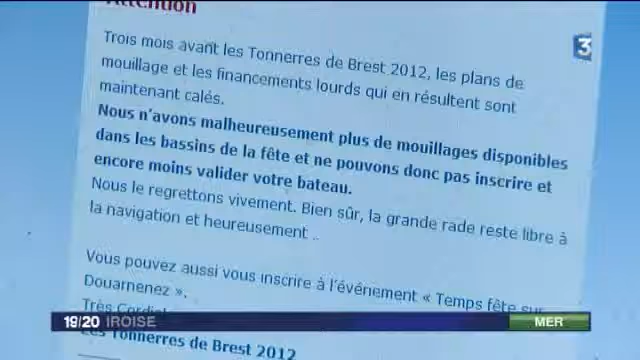 Attention
3
Trois mois avant les Tonnerres de Brest 2012, les plans de
mouillage et les financements lourds qui en résultent sont
maintenant calés.
Nous n'avons malheureusement plus de mouillages disponibles
dans les bassins de la fête et ne pouvons donc pas inscrire et
encore moins valider votre bateau.
Nous le regrettons vivement. Bien sûr, la grande rade reste libre à
la navigation et heureusement ..
Vous pouvez aussi vous inscrire à l'événement « Temps fête sur
Douarnenez ».
Très
19/20 IROISE
MER
Les Tonnerres de Brest 2012